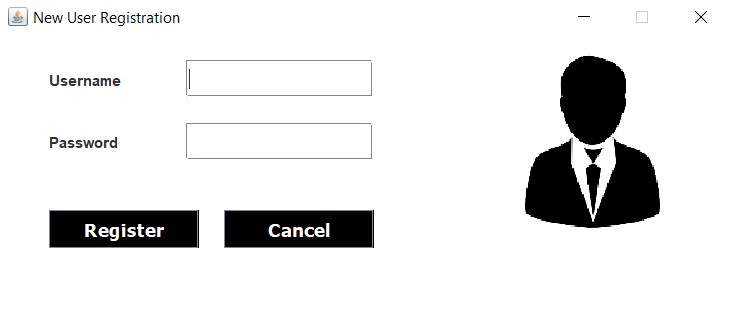 New User Registration
Username
Password
Register Cancel